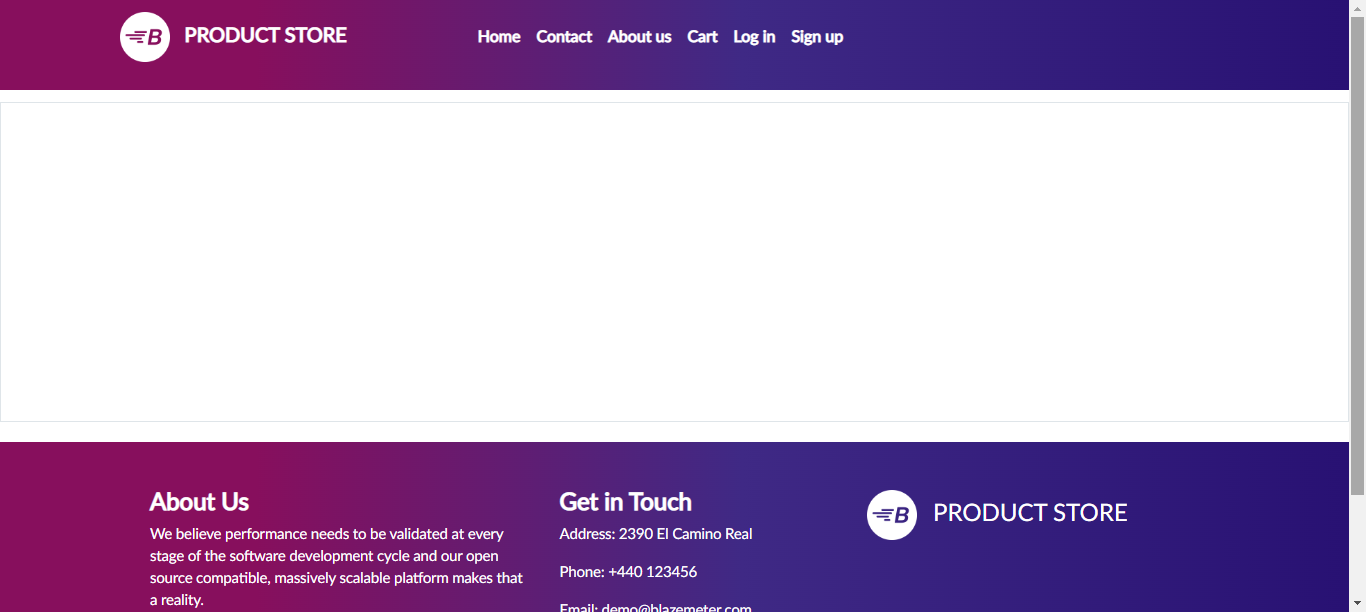 B PRODUCT STORE
Home Contact About us Cart Log in Sign up
About Us
We believe performance needs to be validated at every
stage of the software development cycle and our open
source compatible, massively scalable platform makes that
a reality.
Get in Touch
Address: 2390 El Camino Real
Phone: +440 123456
Email: demo@blazemeter.com
B PRODUCT STORE